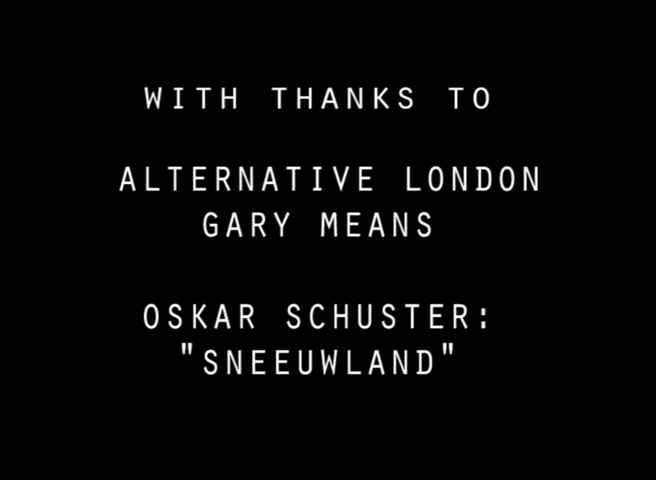 WITH THANKS TO
ALTERNATIVE LONDON
GARY MEANS
OSKAR SCHUSTER:
"SNEEUWLAND"